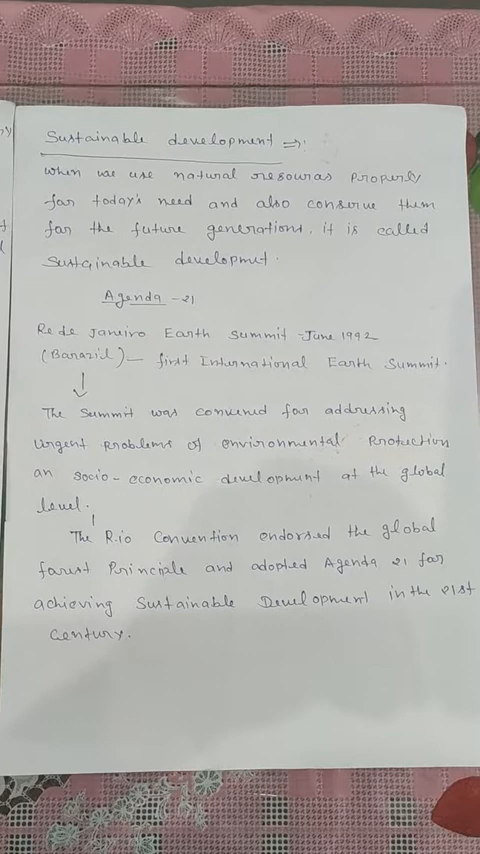 Sustainable development ⇒:
when we use natural resouras properly
for today's need and also conserve them
for the future generations, it is called
Sustainable developmet.
Agenda - 21
Re de Janeiro Earth Summit - June 1992
(Barazil) — first International Earth Summit.
↓
The Summit was convened for addressing
urgent problems of environmental protuction
an socio - economic development at the global
level.
The R.io Convention endorsed the global
forest Principle and adopted Agenda 21 for
achieving Sustainable Development in the 21st
Century.